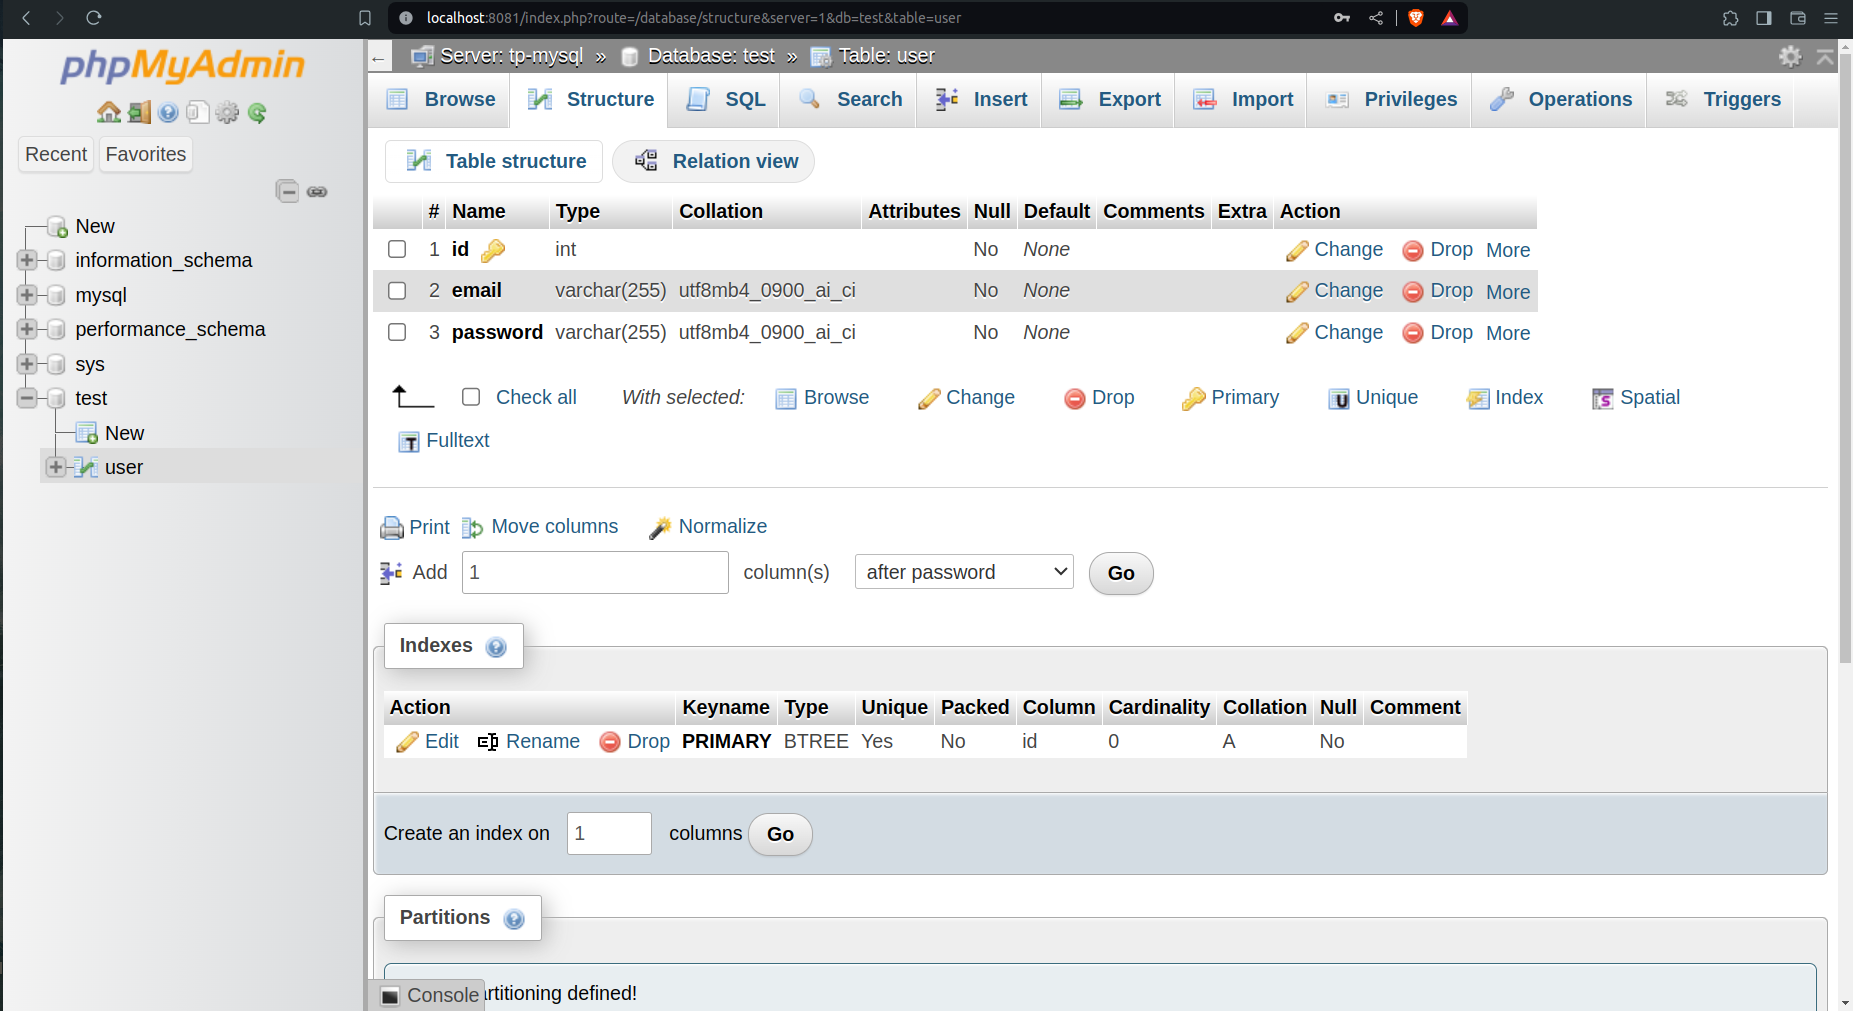 localhost:8081/index.php?route=/database/structure&server=1&db=test&table=user
phpMyAdmin
Recent Favorites
New
information_schema
mysql
performance_schema
sys
test
New
user
Server: tp-mysql » Database: test » Table: user
Browse Structure SQL Search Insert Export Import Privileges Operations Triggers
Table structure Relation view
# Name Type Collation Attributes Null Default Comments Extra Action
1 id int No None Change Drop More
2 email varchar(255) utf8mb4_0900_ai_ci No None Change Drop More
3 password varchar(255) utf8mb4_0900_ai_ci No None Change Drop More
Check all With selected: Browse Change Drop Primary Unique Index Spatial
Fulltext
Print Move columns Normalize
Add 1 column(s) after password Go
Indexes
Action Keyname Type Unique Packed Column Cardinality Collation Null Comment
Edit Rename Drop PRIMARY BTREE Yes No id 0 A No
Create an index on 1 columns Go
Partitions
Console artitioning defined!